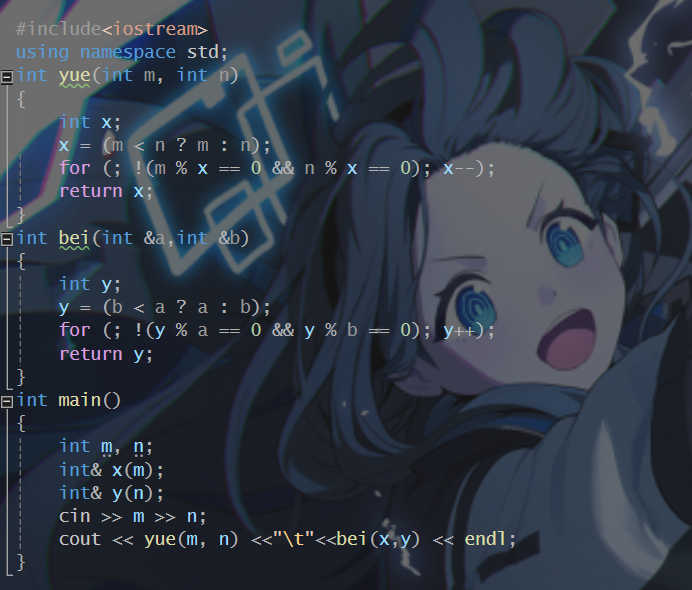 #include<iostream>
using namespace std;
int yue(int m, int n)
{
    int x;
    x = (m < n ? m : n);
    for (; !(m % x == 0 && n % x == 0); x--);
    return x;
}
int bei(int &a,int &b)
{
    int y;
    y = (b < a ? a : b);
    for (; !(y % a == 0 && y % b == 0); y++);
    return y;
}
int main()
{
    int m, n;
    int& x(m);
    int& y(n);
    cin >> m >> n;
    cout << yue(m, n) <<"\t"<<bei(x,y) << endl;
}